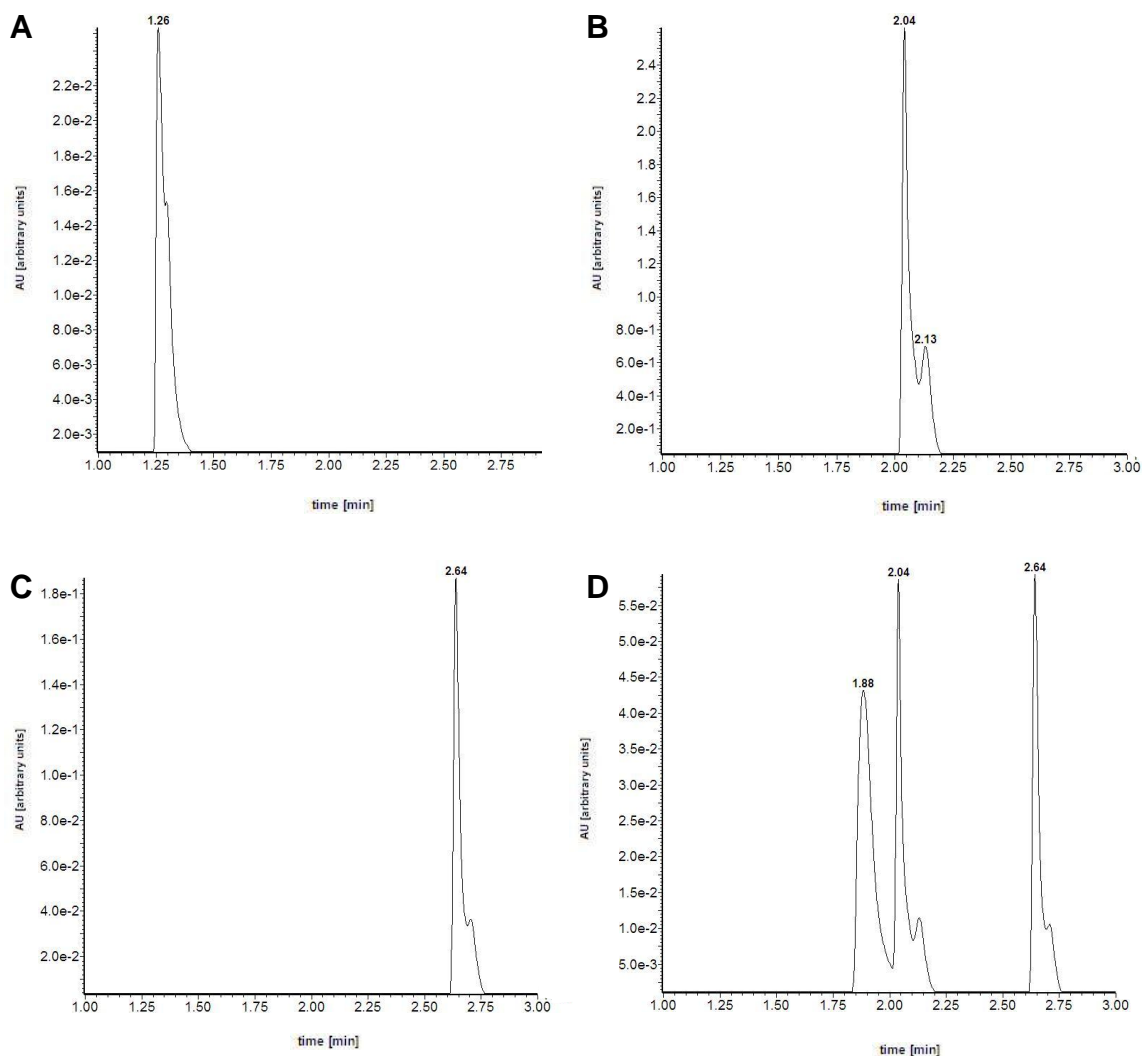 A
1.26
2.2e-2
2.0e-2
1.8e-2
1.6e-2
1.4e-2
1.2e-2
1.0e-2
8.0e-3
6.0e-3
4.0e-3
2.0e-3
AU [arbitrary units]
1.00 1.25 1.50 1.75 2.00 2.25 2.50 2.75
time [min]
B
2.04
2.13
2.4
2.2
2.0
1.8
1.6
1.4
1.2
1.0
8.0e-1
6.0e-1
4.0e-1
2.0e-1
AU [arbitrary units]
1.00 1.25 1.50 1.75 2.00 2.25 2.50 2.75 3.00
time [min]
C
2.64
1.8e-1
1.6e-1
1.4e-1
1.2e-1
1.0e-1
8.0e-2
6.0e-2
4.0e-2
2.0e-2
AU [arbitrary units]
1.00 1.25 1.50 1.75 2.00 2.25 2.50 2.75 3.00
time [min]
D
1.88
2.04
2.64
5.5e-2
5.0e-2
4.5e-2
4.0e-2
3.5e-2
3.0e-2
2.5e-2
2.0e-2
1.5e-2
1.0e-2
5.0e-3
AU [arbitrary units]
1.00 1.25 1.50 1.75 2.00 2.25 2.50 2.75 3.00
time [min]